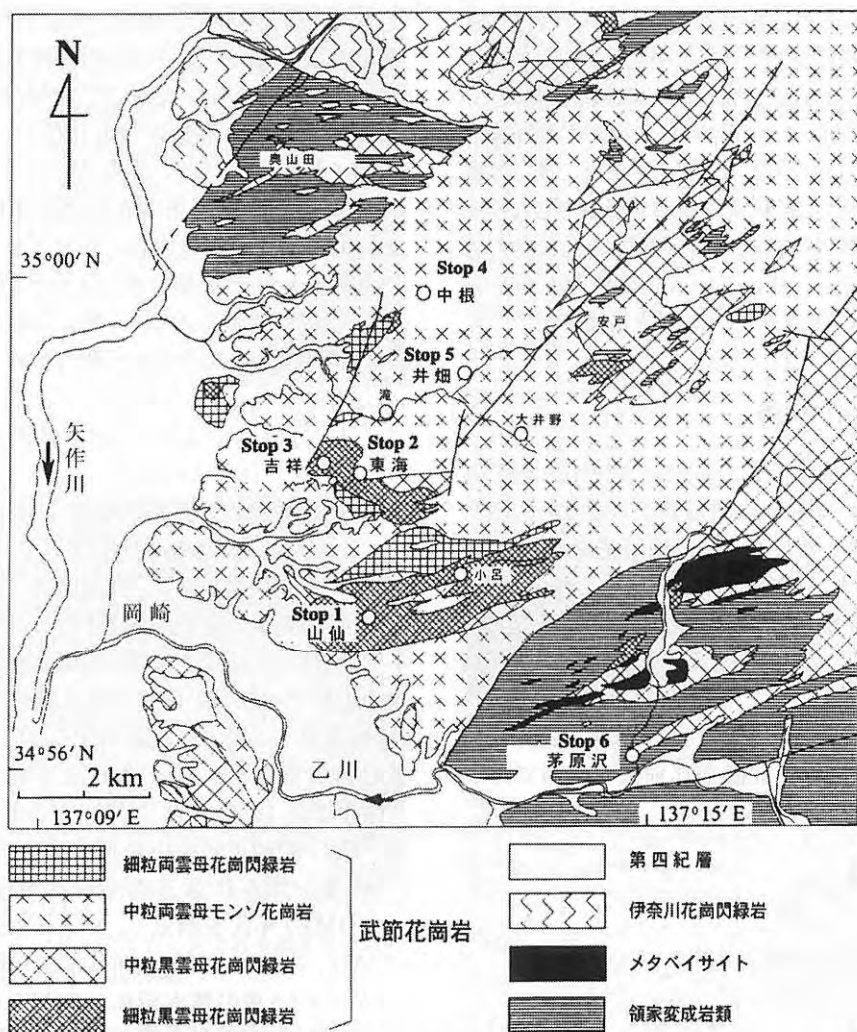 N
奥山田
35°00′ N
Stop 4
中根
安戸
Stop 5
井畑
滝
大井野
矢作川
Stop 3
吉祥
Stop 2
東海
小呂
岡崎
Stop 1
山仙
34°56′ N
2 km
乙川
Stop 6
茅原沢
137°09′ E
137°15′ E
細粒両雲母花崗閃緑岩
中粒両雲母モンゾ花崗岩
中粒黒雲母花崗閃緑岩
細粒黒雲母花崗閃緑岩
武節花崗岩
第四紀層
伊奈川花崗閃緑岩
メタベイサイト
領家変成岩類